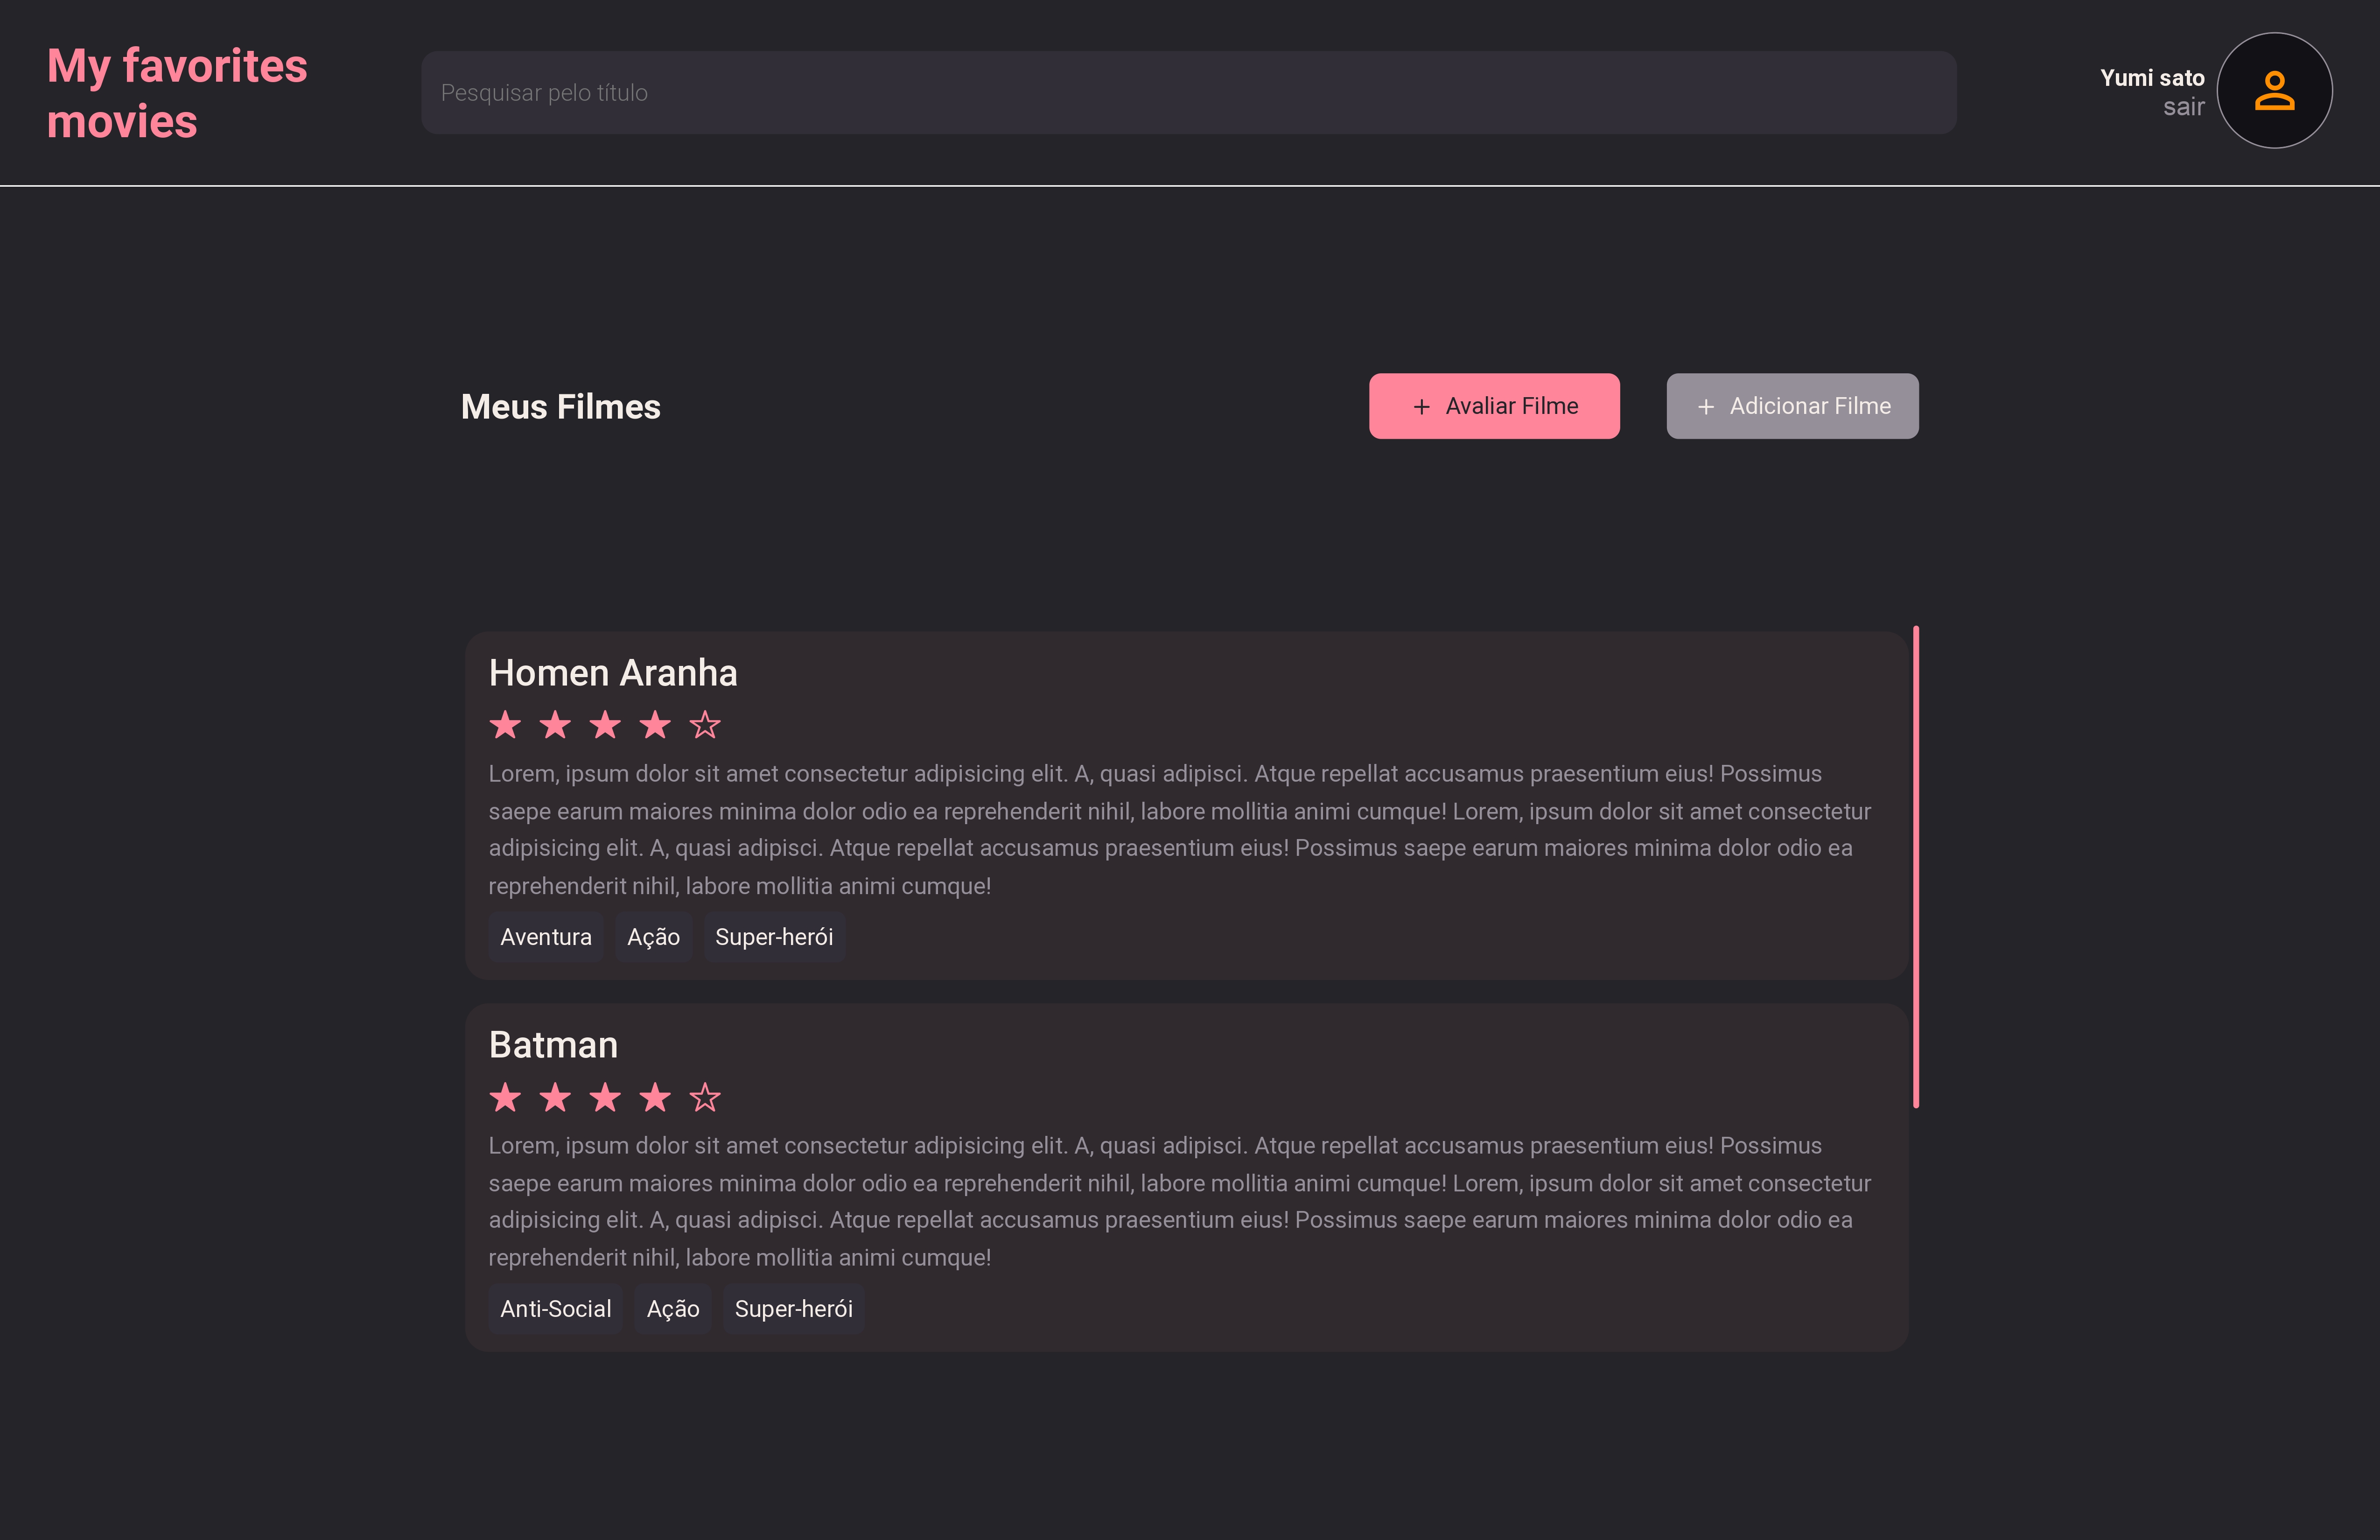 My favorites
movies
Pesquisar pelo título
Yumi sato
sair
Meus Filmes
+ Avaliar Filme
+ Adicionar Filme
Homen Aranha
Lorem, ipsum dolor sit amet consectetur adipisicing elit. A, quasi adipisci. Atque repellat accusamus praesentium eius! Possimus
saepe earum maiores minima dolor odio ea reprehenderit nihil, labore mollitia animi cumque! Lorem, ipsum dolor sit amet consectetur
adipisicing elit. A, quasi adipisci. Atque repellat accusamus praesentium eius! Possimus saepe earum maiores minima dolor odio ea
reprehenderit nihil, labore mollitia animi cumque!
Aventura Ação Super-herói
Batman
Lorem, ipsum dolor sit amet consectetur adipisicing elit. A, quasi adipisci. Atque repellat accusamus praesentium eius! Possimus
saepe earum maiores minima dolor odio ea reprehenderit nihil, labore mollitia animi cumque! Lorem, ipsum dolor sit amet consectetur
adipisicing elit. A, quasi adipisci. Atque repellat accusamus praesentium eius! Possimus saepe earum maiores minima dolor odio ea
reprehenderit nihil, labore mollitia animi cumque!
Anti-Social Ação Super-herói